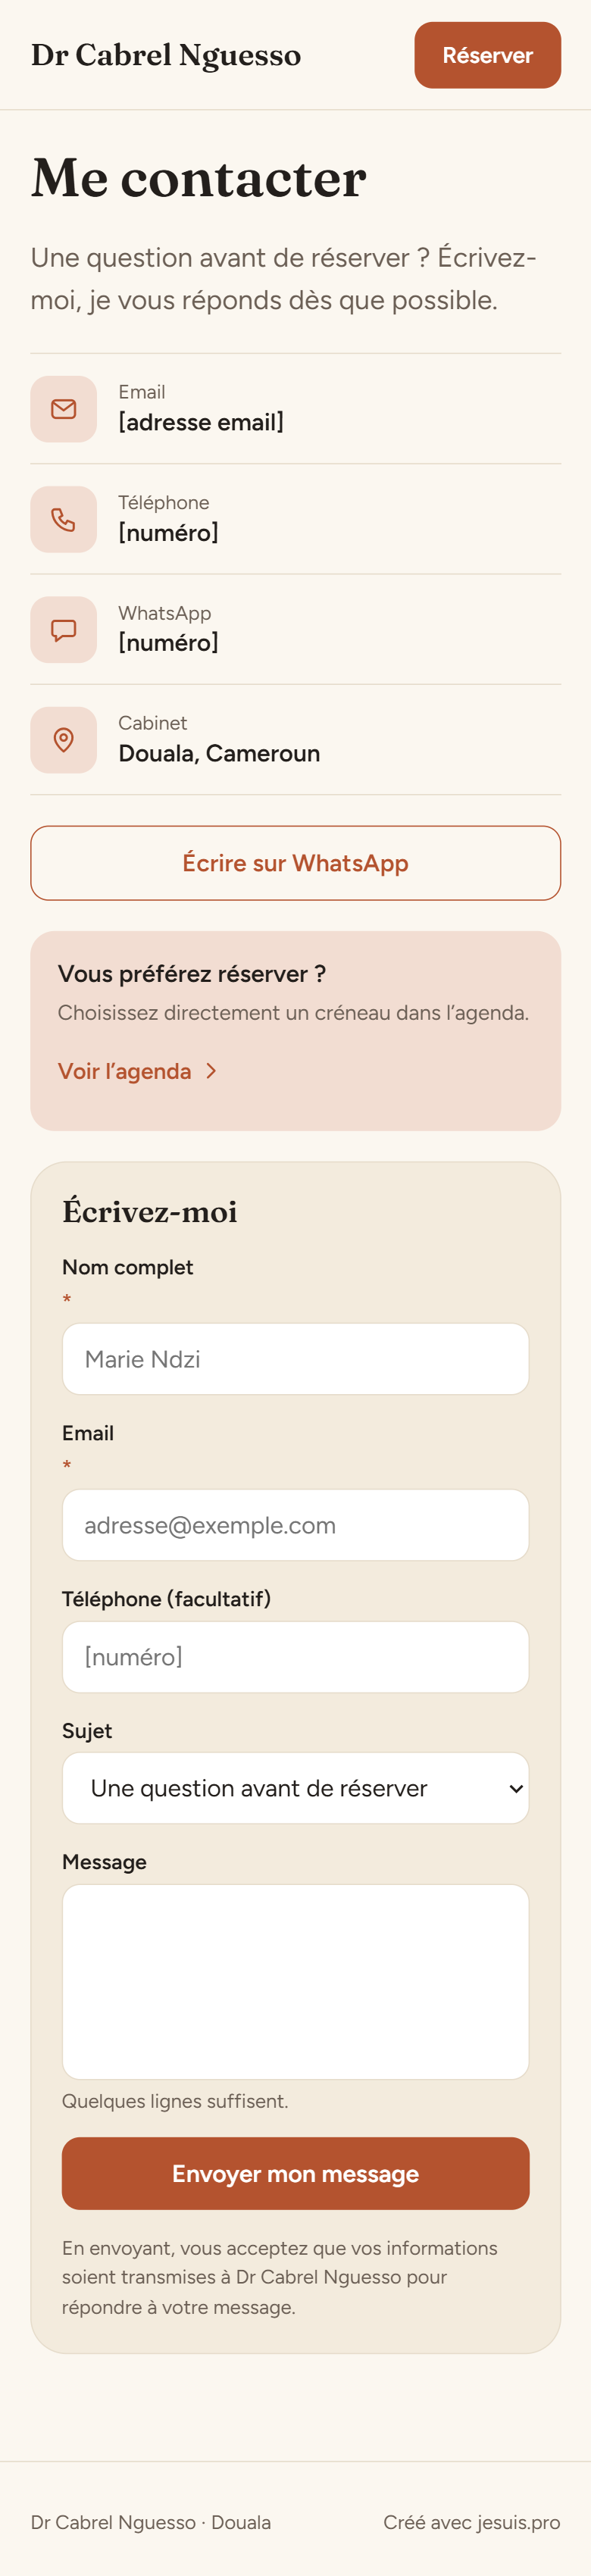 Dr Cabrel Nguesso
Réserver
Me contacter
Une question avant de réserver ? Écrivez-
moi, je vous réponds dès que possible.
Email
[adresse email]
Téléphone
[numéro]
WhatsApp
[numéro]
Cabinet
Douala, Cameroun
Écrire sur WhatsApp
Vous préférez réserver ?
Choisissez directement un créneau dans l’agenda.
Voir l’agenda
Écrivez-moi
Nom complet
*
Marie Ndzi
Email
*
adresse@exemple.com
Téléphone (facultatif)
[numéro]
Sujet
Une question avant de réserver
Message
Quelques lignes suffisent.
Envoyer mon message
En envoyant, vous acceptez que vos informations
soient transmises à Dr Cabrel Nguesso pour
répondre à votre message.
Dr Cabrel Nguesso · Douala
Créé avec jesuis.pro